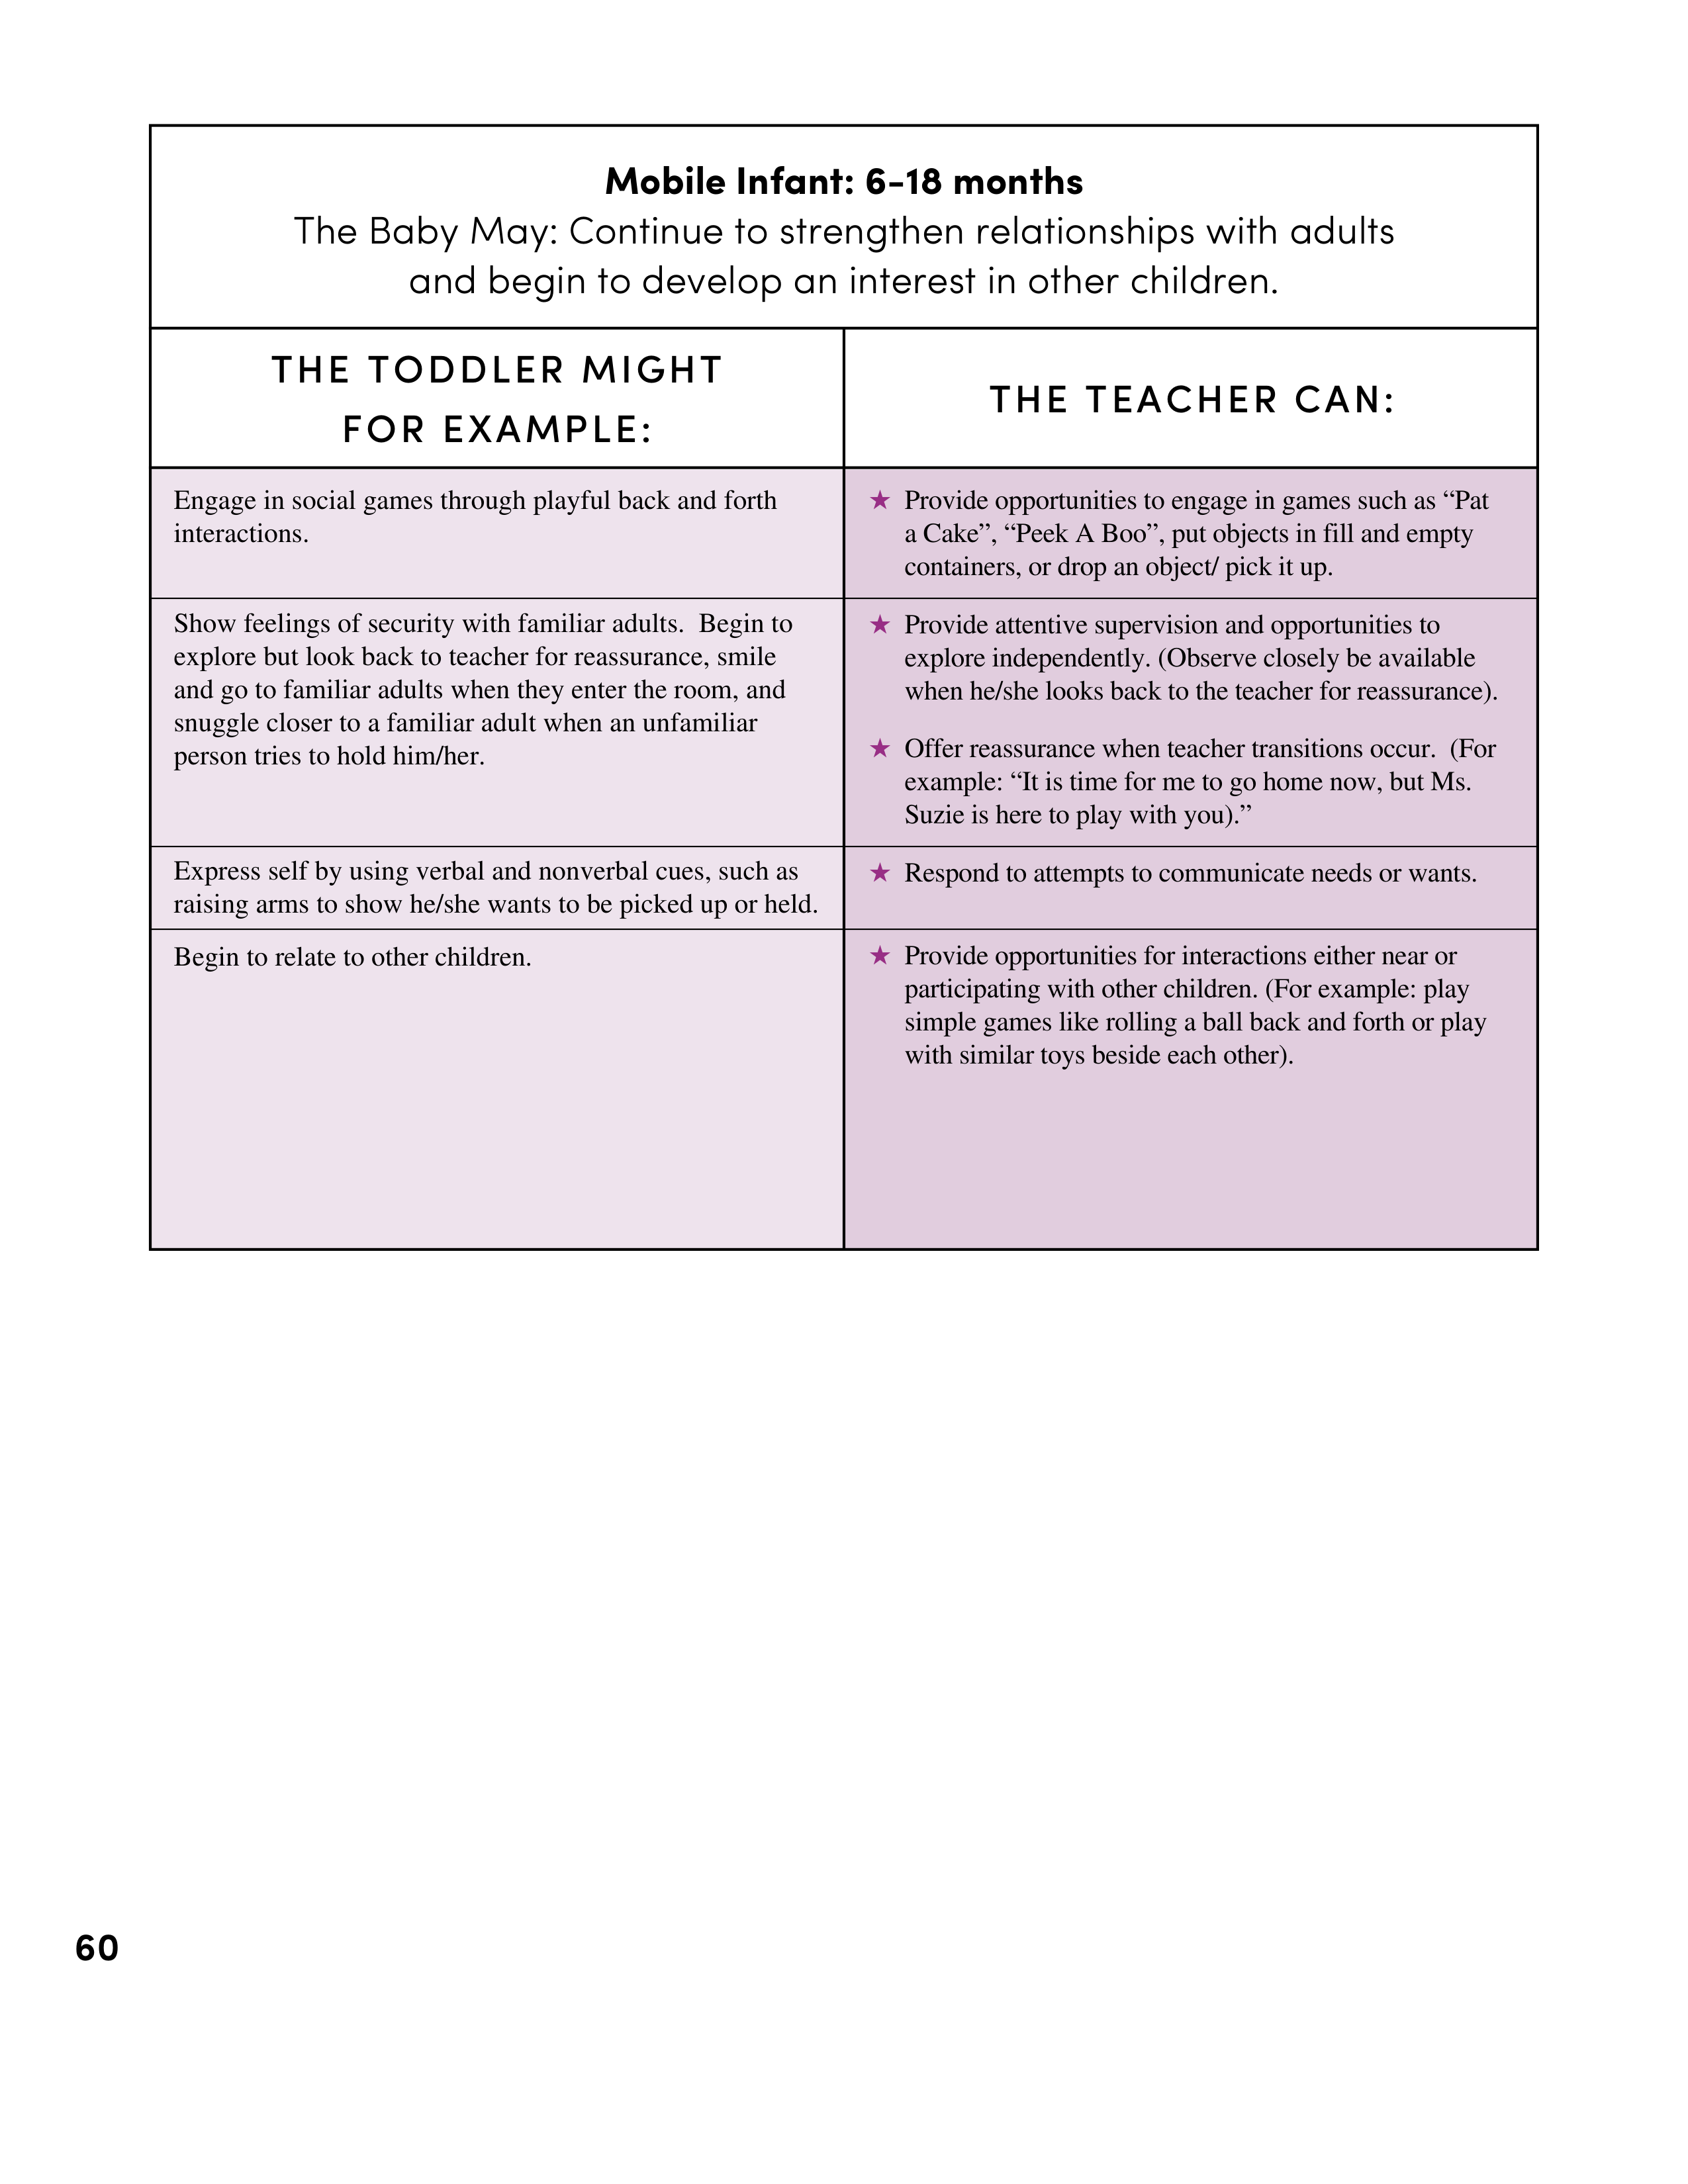 Mobile Infant: 6-18 months
The Baby May: Continue to strengthen relationships with adults
and begin to develop an interest in other children.
THE TODDLER MIGHT
FOR EXAMPLE:
THE TEACHER CAN:
Engage in social games through playful back and forth
interactions.
★ Provide opportunities to engage in games such as “Pat
a Cake”, “Peek A Boo”, put objects in fill and empty
containers, or drop an object/ pick it up.
Show feelings of security with familiar adults.  Begin to
explore but look back to teacher for reassurance, smile
and go to familiar adults when they enter the room, and
snuggle closer to a familiar adult when an unfamiliar
person tries to hold him/her.
★ Provide attentive supervision and opportunities to
explore independently. (Observe closely be available
when he/she looks back to the teacher for reassurance).
★ Offer reassurance when teacher transitions occur.  (For
example: “It is time for me to go home now, but Ms.
Suzie is here to play with you).”
Express self by using verbal and nonverbal cues, such as
raising arms to show he/she wants to be picked up or held.
★ Respond to attempts to communicate needs or wants.
Begin to relate to other children.
★ Provide opportunities for interactions either near or
participating with other children. (For example: play
simple games like rolling a ball back and forth or play
with similar toys beside each other).
60